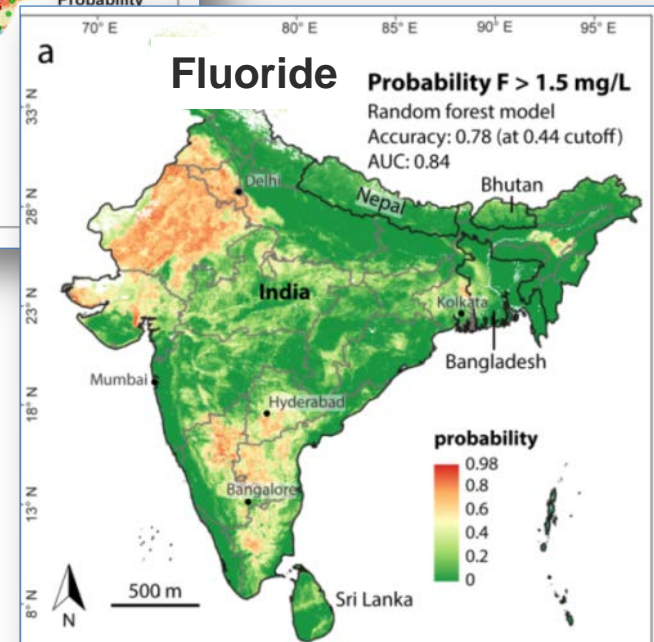 Probability
70° E
80° E
85° E
90° E
95° E
a
Fluoride
Probability F > 1.5 mg/L
Random forest model
Accuracy: 0.78 (at 0.44 cutoff)
AUC: 0.84
33° N
Delhi
Nepal
Bhutan
28° N
India
Kolkata
23° N
Bangladesh
Mumbai
Hyderabad
18° N
probability
0.98
0.8
0.6
0.4
0.2
0
Bangalore
13° N
500 m
N
Sri Lanka
8° N